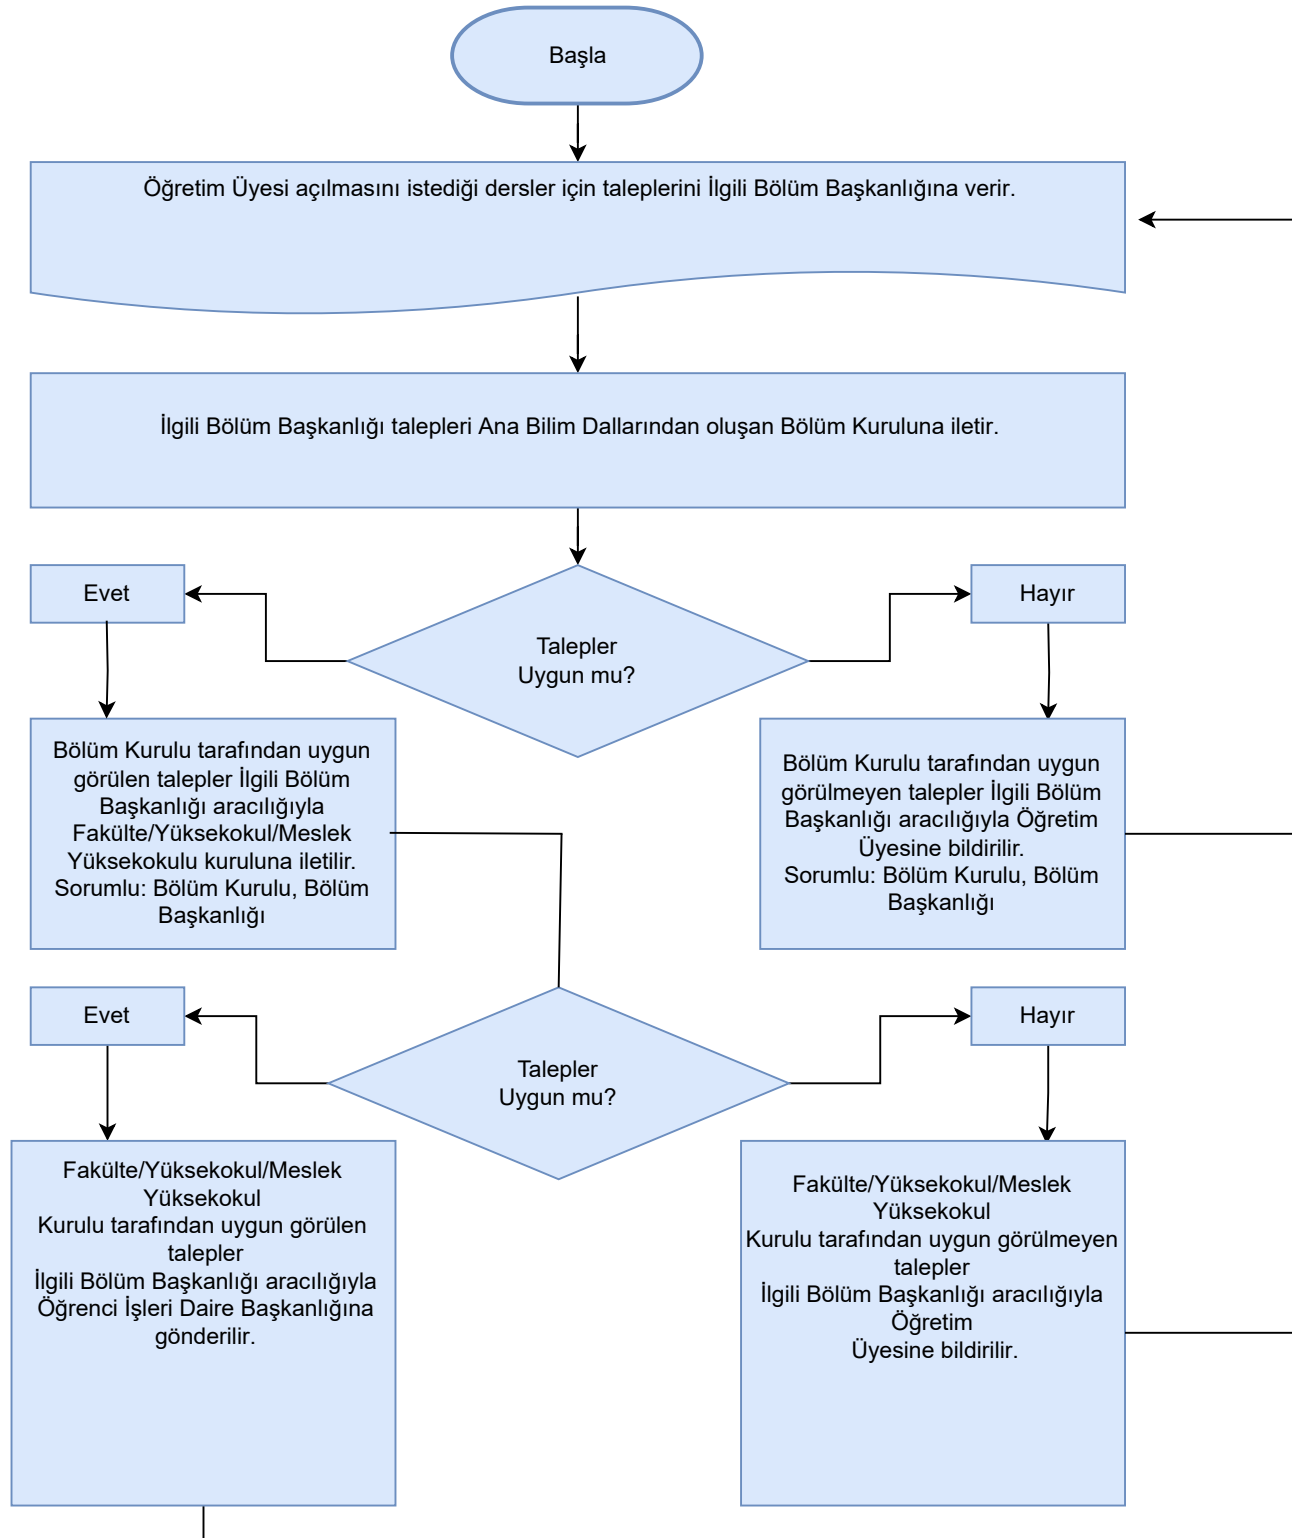 Başla
Öğretim Üyesi açılmasını istediği dersler için taleplerini İlgili Bölüm Başkanlığına verir.
İlgili Bölüm Başkanlığı talepleri Ana Bilim Dallarından oluşan Bölüm Kuruluna iletir.
Evet
Hayır
Talepler
Uygun mu?
Bölüm Kurulu tarafından uygun
görülen talepler İlgili Bölüm
Başkanlığı aracılığıyla
Fakülte/Yüksekokul/Meslek
Yüksekokulu kuruluna iletilir.
Sorumlu: Bölüm Kurulu, Bölüm
Başkanlığı
Bölüm Kurulu tarafından uygun
görülmeyen talepler İlgili Bölüm
Başkanlığı aracılığıyla Öğretim
Üyesine bildirilir.
Sorumlu: Bölüm Kurulu, Bölüm
Başkanlığı
Evet
Hayır
Talepler
Uygun mu?
Fakülte/Yüksekokul/Meslek
Yüksekokul
Kurulu tarafından uygun görülen
talepler
İlgili Bölüm Başkanlığı aracılığıyla
Öğrenci İşleri Daire Başkanlığına
gönderilir.
Fakülte/Yüksekokul/Meslek
Yüksekokul
Kurulu tarafından uygun görülmeyen
talepler
İlgili Bölüm Başkanlığı aracılığıyla
Öğretim
Üyesine bildirilir.